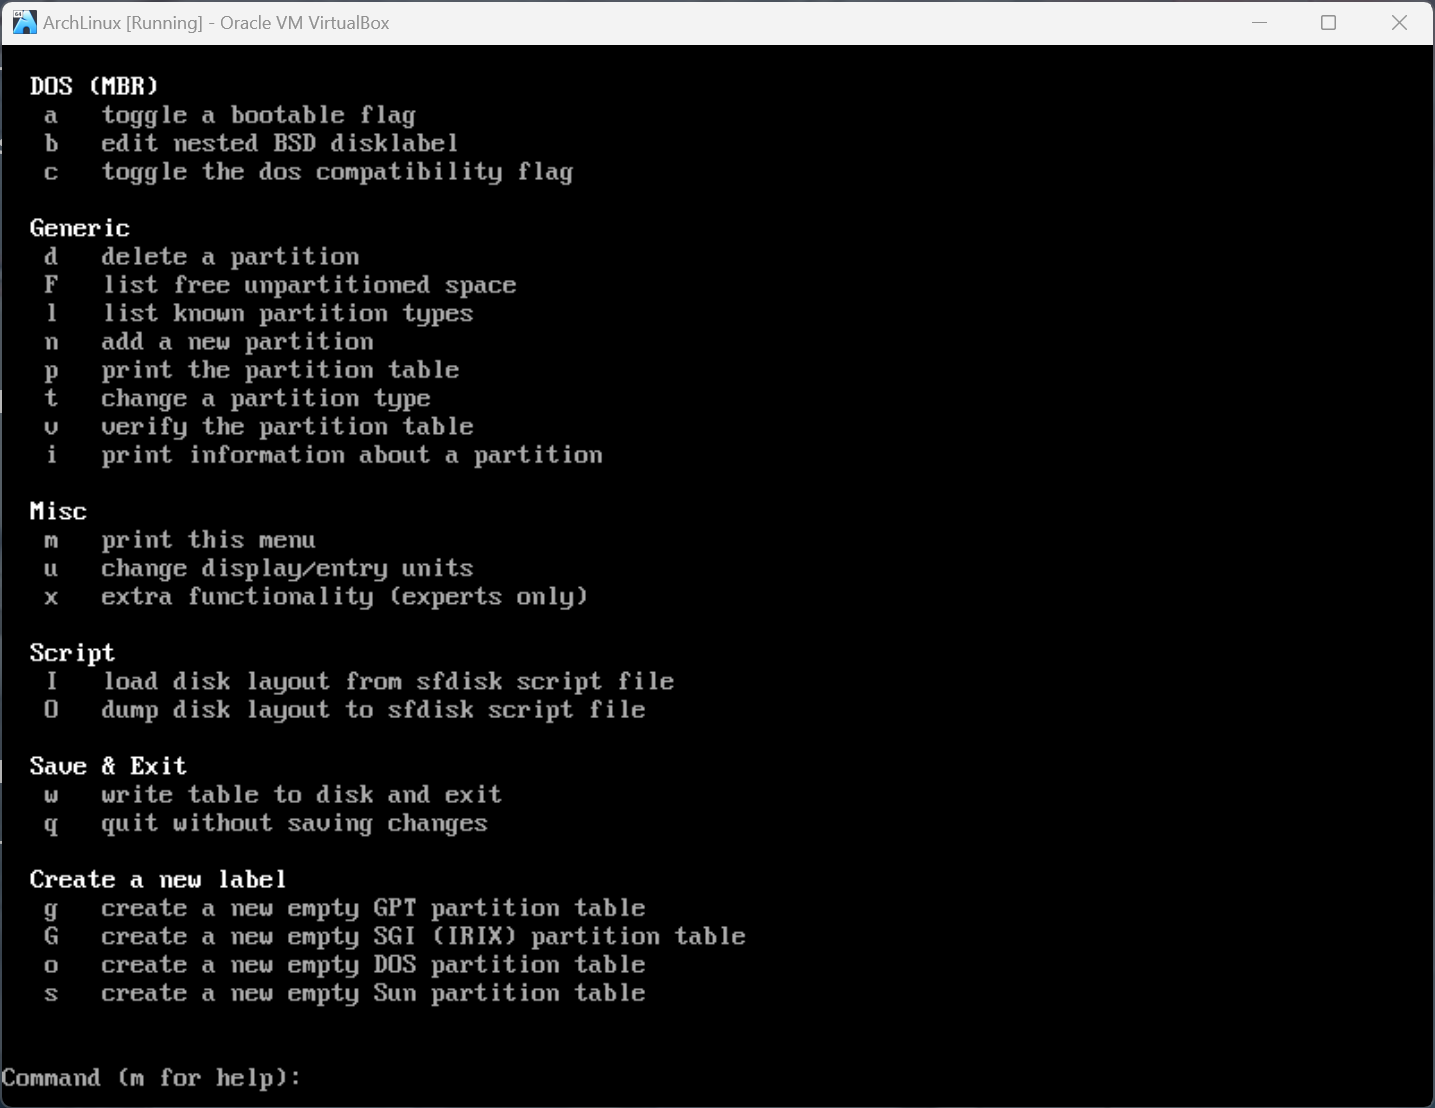 ArchLinux [Running] - Oracle VM VirtualBox
DOS (MBR)
a toggle a bootable flag
b edit nested BSD disklabel
c toggle the dos compatibility flag
Generic
d delete a partition
F list free unpartitioned space
l list known partition types
n add a new partition
p print the partition table
t change a partition type
v verify the partition table
i print information about a partition
Misc
m print this menu
u change display/entry units
x extra functionality (experts only)
Script
I load disk layout from sfdisk script file
O dump disk layout to sfdisk script file
Save & Exit
w write table to disk and exit
q quit without saving changes
Create a new label
g create a new empty GPT partition table
G create a new empty SGI (IRIX) partition table
o create a new empty DOS partition table
s create a new empty Sun partition table
Command (m for help):